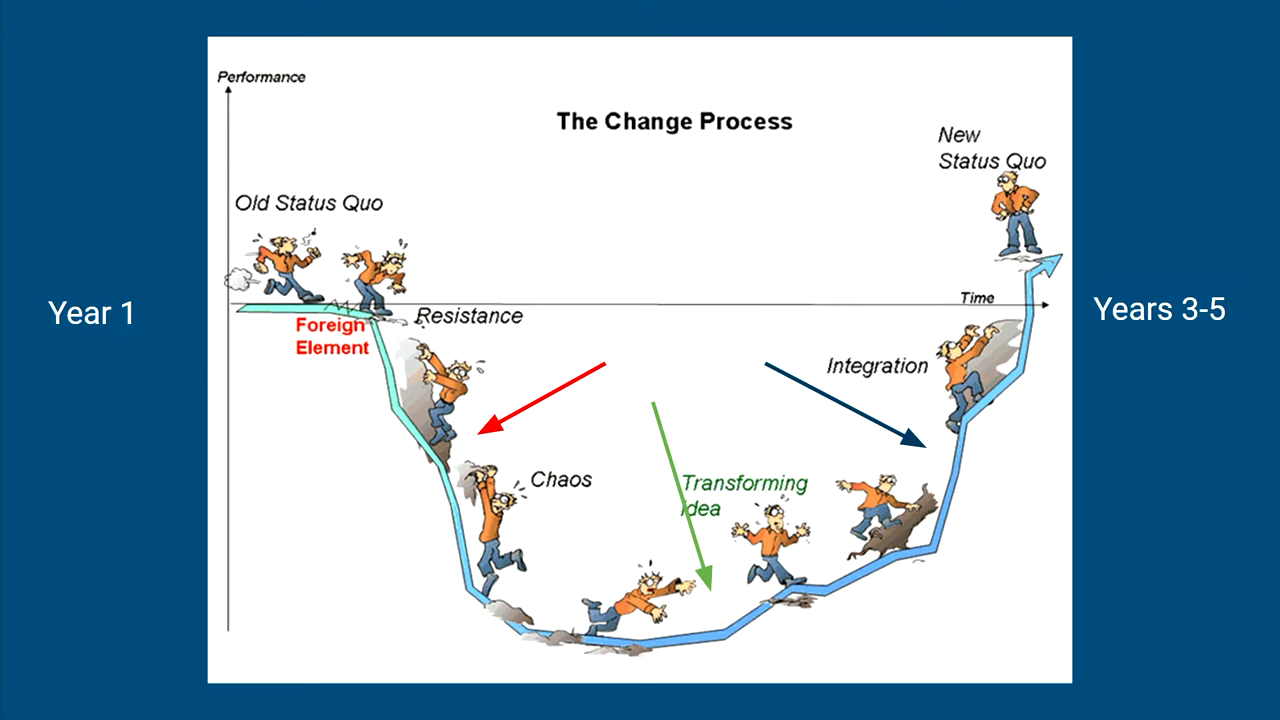 Performance
The Change Process
New
Status Quo
Old Status Quo
Year 1
Time
Years 3-5
Resistance
Foreign
Element
Integration
Chaos
Transforming
Idea